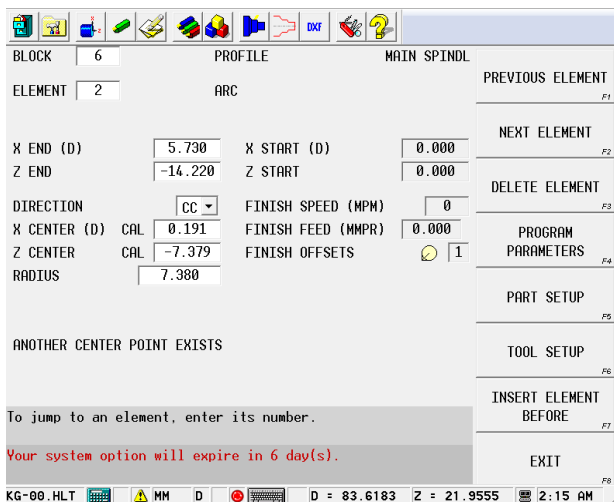 DXF
BLOCK 6 PROFILE MAIN SPINDL
ELEMENT 2 ARC
X END (D) 5.730 X START (D) 0.000
Z END -14.220 Z START 0.000
DIRECTION CC FINISH SPEED (MPM) 0
X CENTER (D) CAL 0.191 FINISH FEED (MMPR) 0.000
Z CENTER CAL -7.379 FINISH OFFSETS 1
RADIUS 7.380
ANOTHER CENTER POINT EXISTS
To jump to an element, enter its number.
Your system option will expire in 6 day(s).
PREVIOUS ELEMENT
F1
NEXT ELEMENT
F2
DELETE ELEMENT
F3
PROGRAM
PARAMETERS
F4
PART SETUP
F5
TOOL SETUP
F6
INSERT ELEMENT
BEFORE
F7
EXIT
F8
KG-00.HLT MM D D = 83.6183 Z = 21.9555 2:15 AM